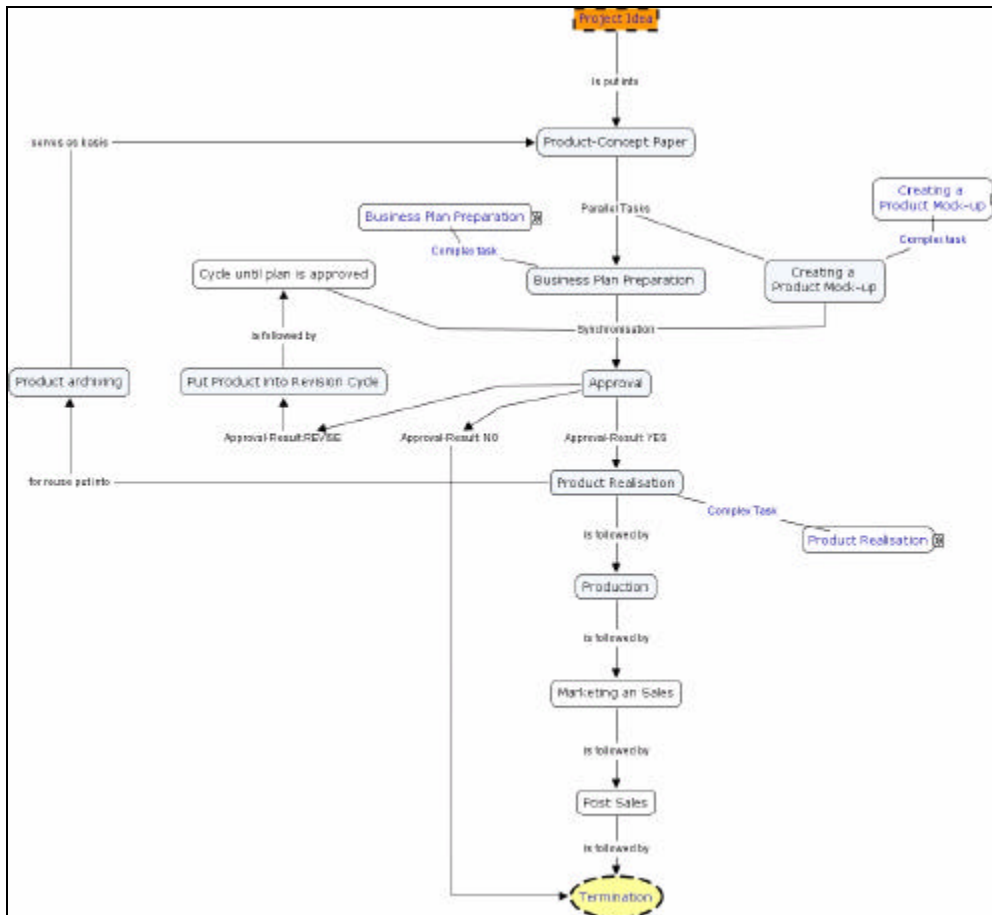 Project Idea
is put into
serves as basis
Product-Concept Paper
Creating a
Product Mock-up
Business Plan Preparation
Parallel Tasks
Complex task
Complex task
Cycle until plan is approved
Business Plan Preparation
Creating a
Product Mock-up
is followed by
Synchronisation
Product archiving
Put Product into Revision Cycle
Approval
Approval-Result:REVISE
Approval-Result: NO
Approval-Result: YES
for reuse put into
Product Realisation
Complex Task
is followed by
Product Realisation
Production
is followed by
Marketing an Sales
is followed by
Post Sales
is followed by
Termination